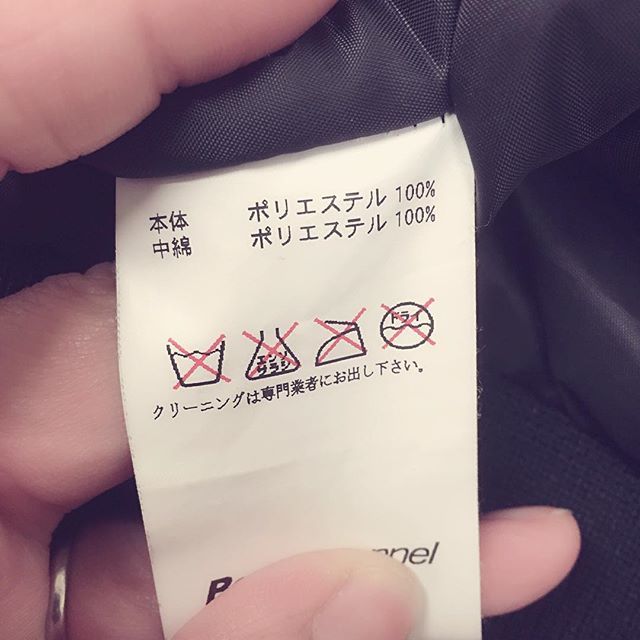 本体 ポリエステル 100%
中綿 ポリエステル 100%
エンソ
サラシ
ドライ
クリーニングは専門業者にお出し下さい。